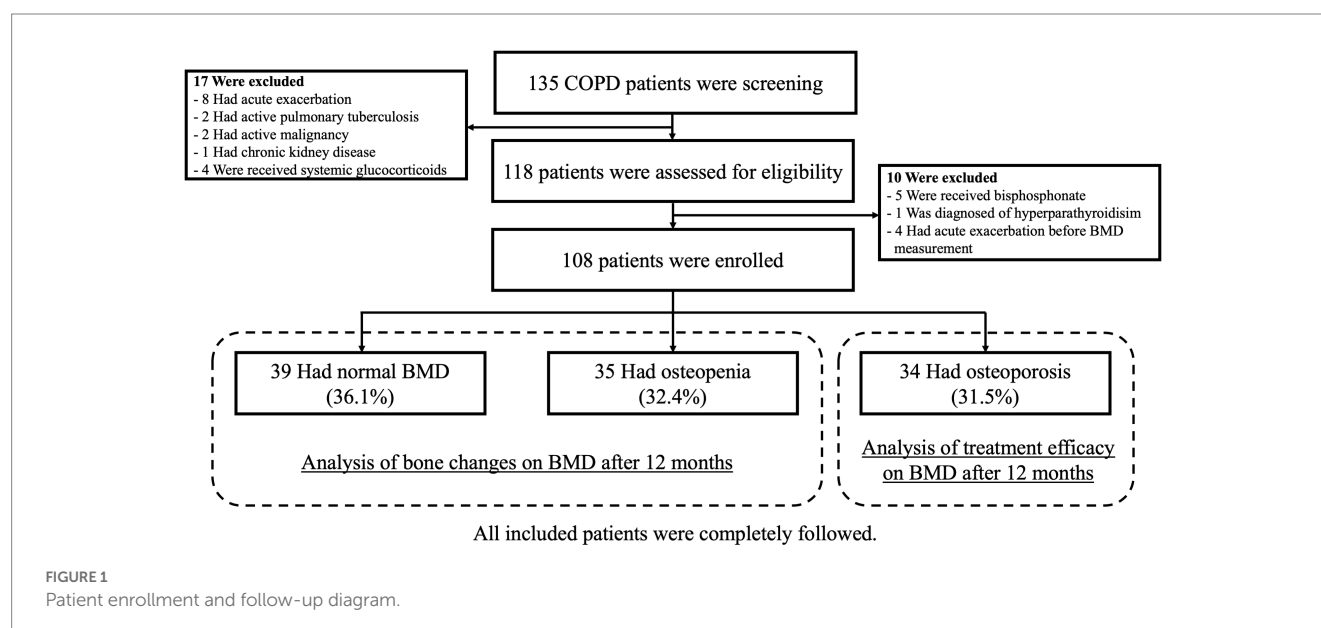 135 COPD patients were screening
17 Were excluded
- 8 Had acute exacerbation
- 2 Had active pulmonary tuberculosis
- 2 Had active malignancy
- 1 Had chronic kidney disease
- 4 Were received systemic glucocorticoids
118 patients were assessed for eligibility
10 Were excluded
- 5 Were received bisphosphonate
- 1 Was diagnosed of hyperparathyroidisim
- 4 Had acute exacerbation before BMD
measurement
108 patients were enrolled
39 Had normal BMD
(36.1%)
35 Had osteopenia
(32.4%)
34 Had osteoporosis
(31.5%)
Analysis of bone changes on BMD after 12 months
Analysis of treatment efficacy
on BMD after 12 months
All included patients were completely followed.
FIGURE 1
Patient enrollment and follow-up diagram.